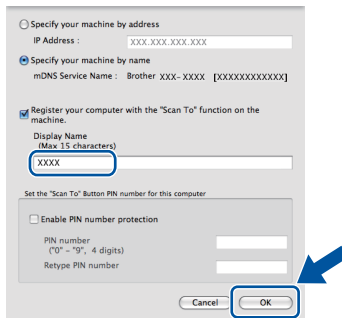 Specify your machine by address
IP Address : XXX.XXX.XXX.XXX
Specify your machine by name
mDNS Service Name : Brother XXX-XXXX [XXXXXXXXXXXX]
Register your computer with the "Scan To" function on the
machine.
Display Name
(Max 15 characters)
XXXX
Set the "Scan To" Button PIN number for this computer
Enable PIN number protection
PIN number
("0" – "9", 4 digits)
Retype PIN number
Cancel OK